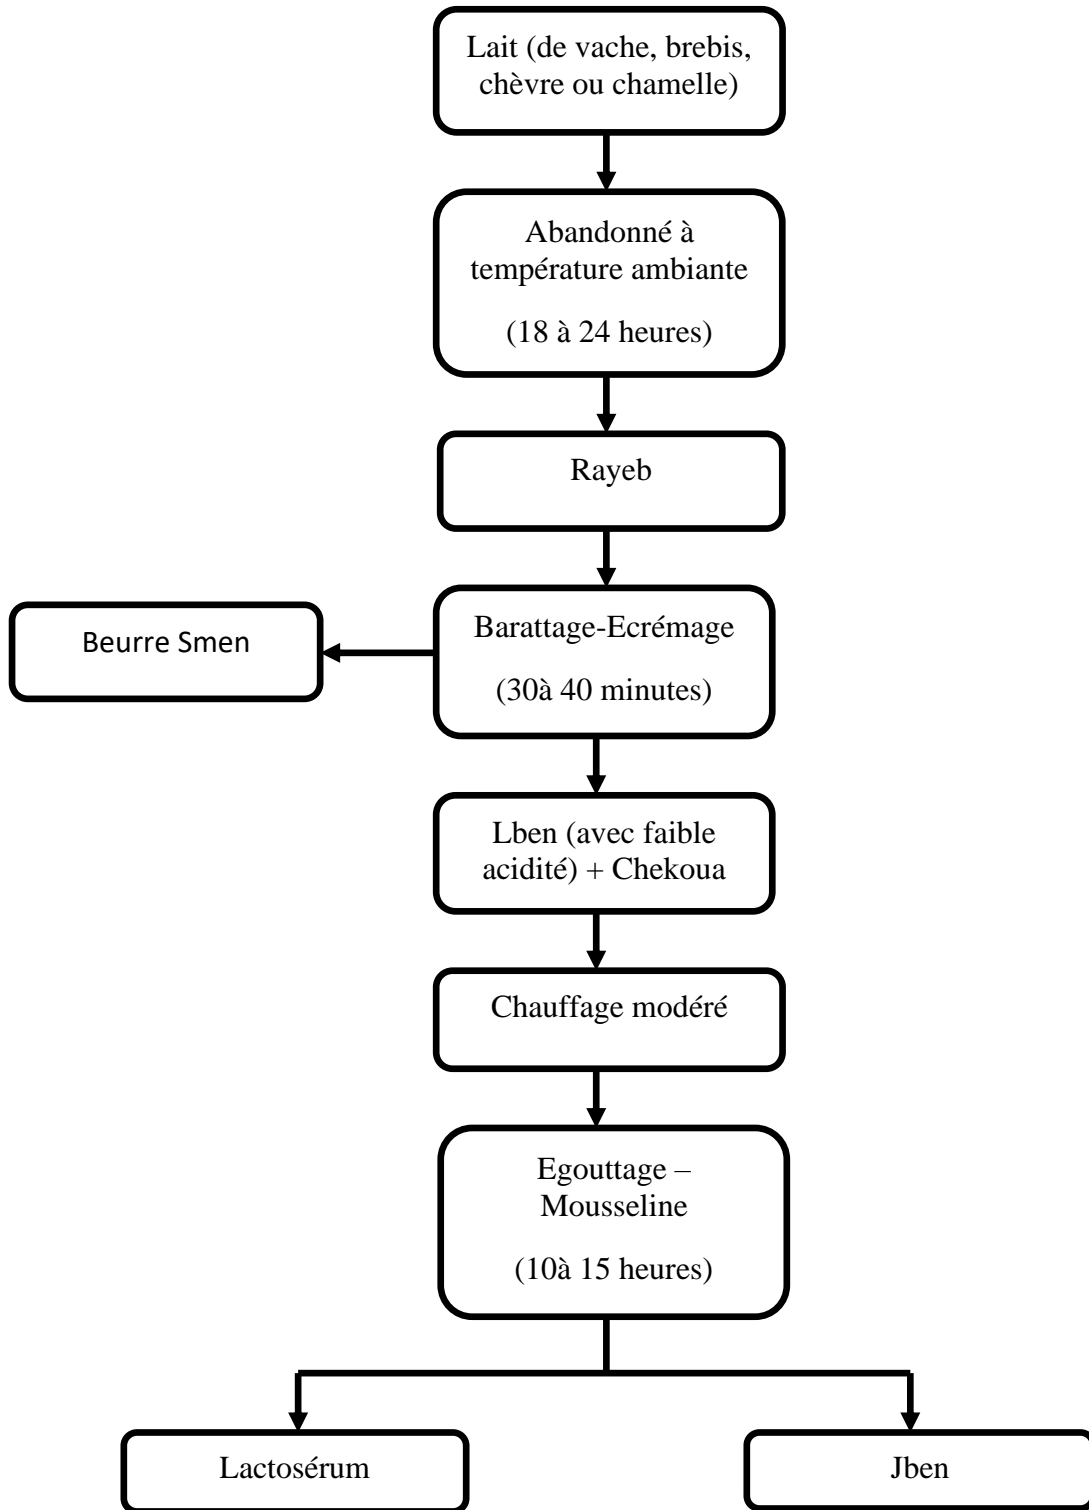 Lait (de vache, brebis,
chèvre ou chamelle)
Abandonné à
température ambiante
(18 à 24 heures)
Rayeb
Barattage-Ecrémage
(30à 40 minutes)
Beurre Smen
Lben (avec faible
acidité) + Chekoua
Chauffage modéré
Egouttage –
Mousseline
(10à 15 heures)
Lactosérum
Jben